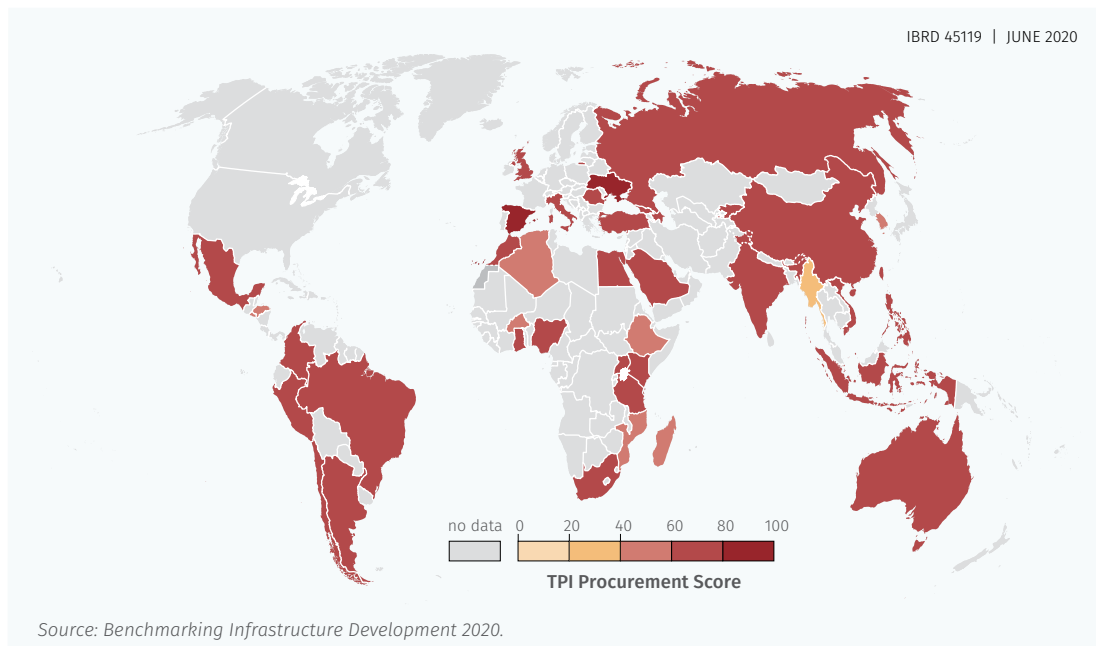 IBRD 45119 | JUNE 2020
no data 0 20 40 60 80 100
TPI Procurement Score
Source: Benchmarking Infrastructure Development 2020.